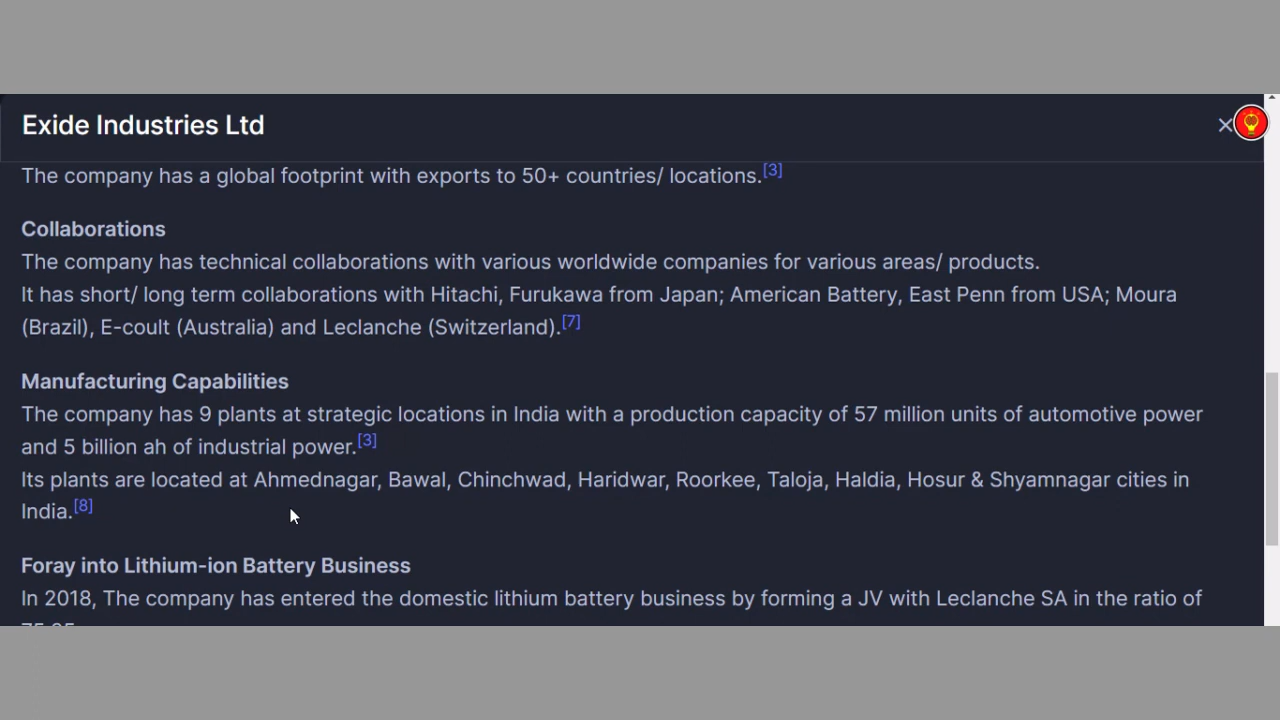 Exide Industries Ltd
The company has a global footprint with exports to 50+ countries/ locations.[3]
Collaborations
The company has technical collaborations with various worldwide companies for various areas/ products.
It has short/ long term collaborations with Hitachi, Furukawa from Japan; American Battery, East Penn from USA; Moura
(Brazil), E-coult (Australia) and Leclanche (Switzerland).[7]
Manufacturing Capabilities
The company has 9 plants at strategic locations in India with a production capacity of 57 million units of automotive power
and 5 billion ah of industrial power.[3]
Its plants are located at Ahmednagar, Bawal, Chinchwad, Haridwar, Roorkee, Taloja, Haldia, Hosur & Shyamnagar cities in
India.[8]
Foray into Lithium-ion Battery Business
In 2018, The company has entered the domestic lithium battery business by forming a JV with Leclanche SA in the ratio of